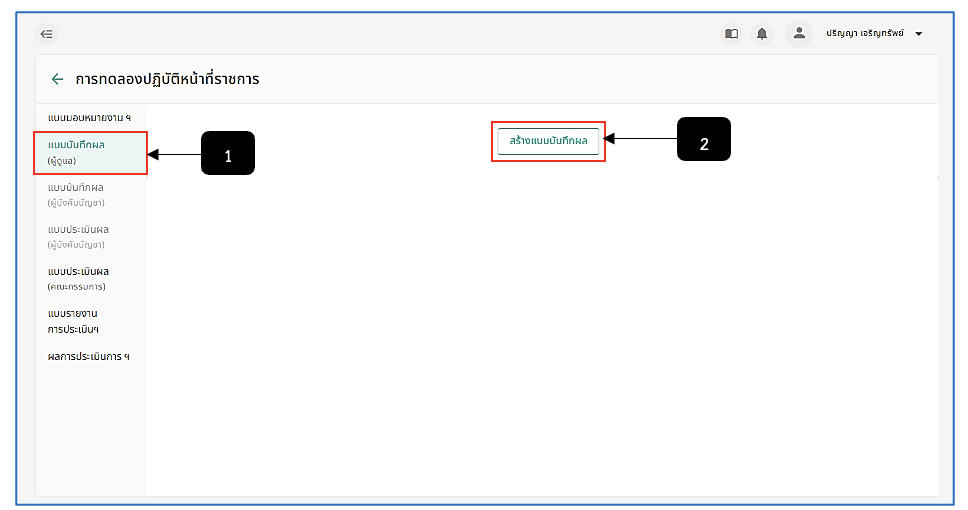 ปริญญา เจริญทรัพย์
การทดลองปฏิบัติหน้าที่ราชการ
แบบมอบหมายงาน ฯ
แบบบันทึกผล
(ผู้ดูแล)
1
สร้างแบบบันทึกผล
2
แบบบันทึกผล
(ผู้บังคับบัญชา)
แบบประเมินผล
(ผู้บังคับบัญชา)
แบบประเมินผล
(คณะกรรมการ)
แบบรายงาน
การประเมินฯ
ผลการประเมินการ ฯ